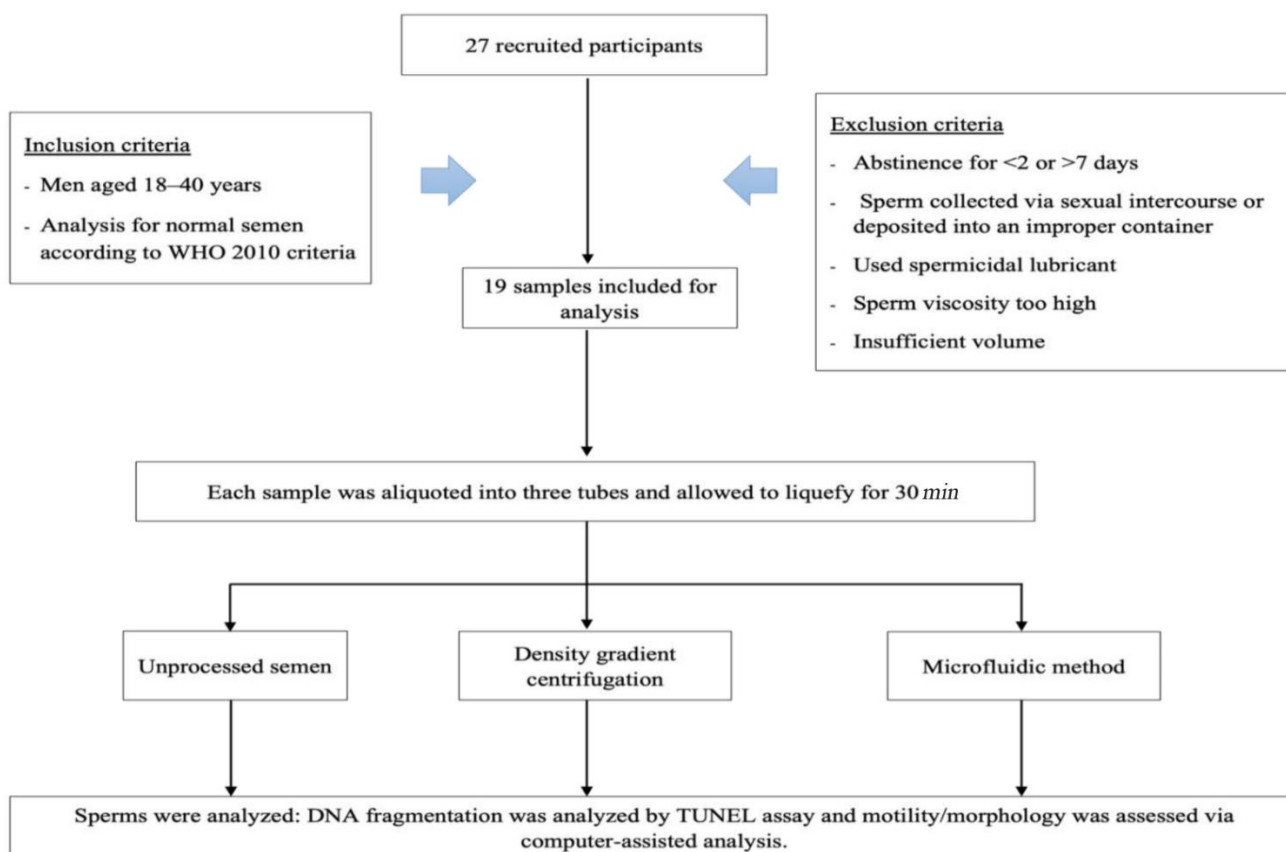 27 recruited participants
Inclusion criteria
- Men aged 18–40 years
- Analysis for normal semen
according to WHO 2010 criteria
Exclusion criteria
- Abstinence for <2 or >7 days
- Sperm collected via sexual intercourse or
deposited into an improper container
- Used spermicidal lubricant
- Sperm viscosity too high
- Insufficient volume
19 samples included for
analysis
Each sample was aliquoted into three tubes and allowed to liquefy for 30 min
Unprocessed semen
Density gradient
centrifugation
Microfluidic method
Sperms were analyzed: DNA fragmentation was analyzed by TUNEL assay and motility/morphology was assessed via
computer-assisted analysis.